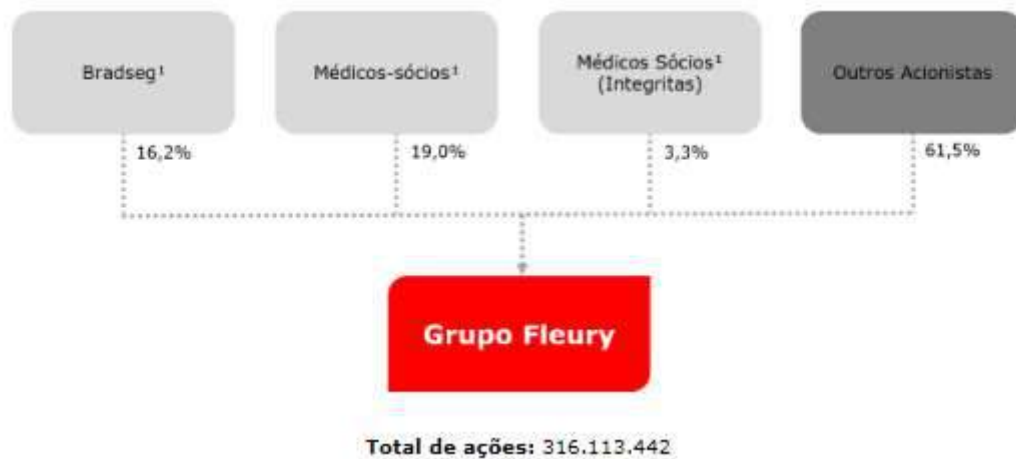 Bradseg¹
Médicos-sócios¹
Médicos Sócios¹
(Integritas)
Outros Acionistas
16,2%
19,0%
3,3%
61,5%
Grupo Fleury
Total de ações: 316.113.442